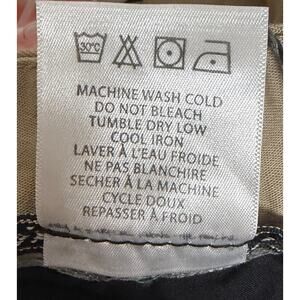 30°C
MACHINE WASH COLD
DO NOT BLEACH
TUMBLE DRY LOW
COOL IRON
LAVER À L'EAU FROIDE
NE PAS BLANCHIRE
SECHER À LA MACHINE
CYCLE DOUX
REPASSER À FROID